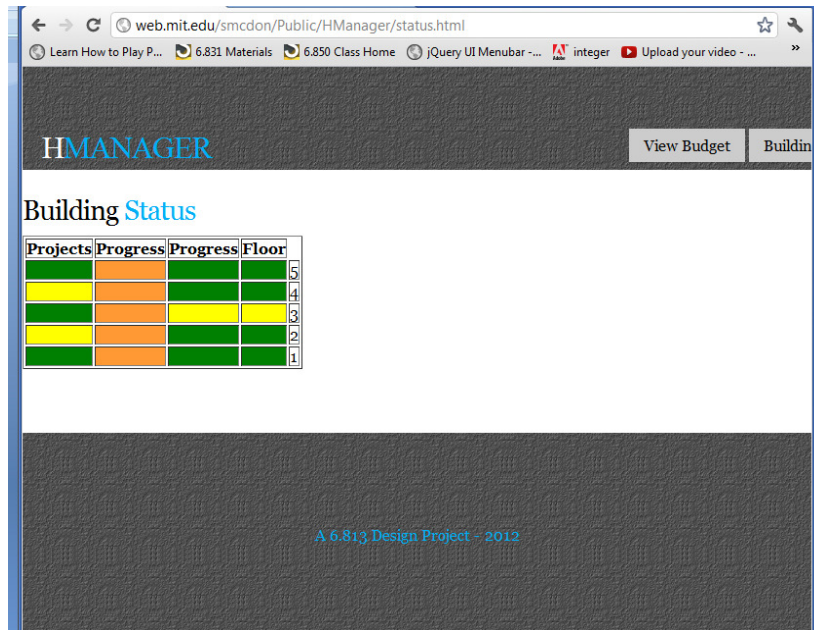 web.mit.edu/smcdon/Public/HManager/status.html
Learn How to Play P... 6.831 Materials 6.850 Class Home jQuery UI Menubar -... integer Upload your video - ... »
HMANAGER
View Budget Buildin
Building Status
Projects Progress Progress Floor
5
4
3
2
1
A 6.813 Design Project - 2012